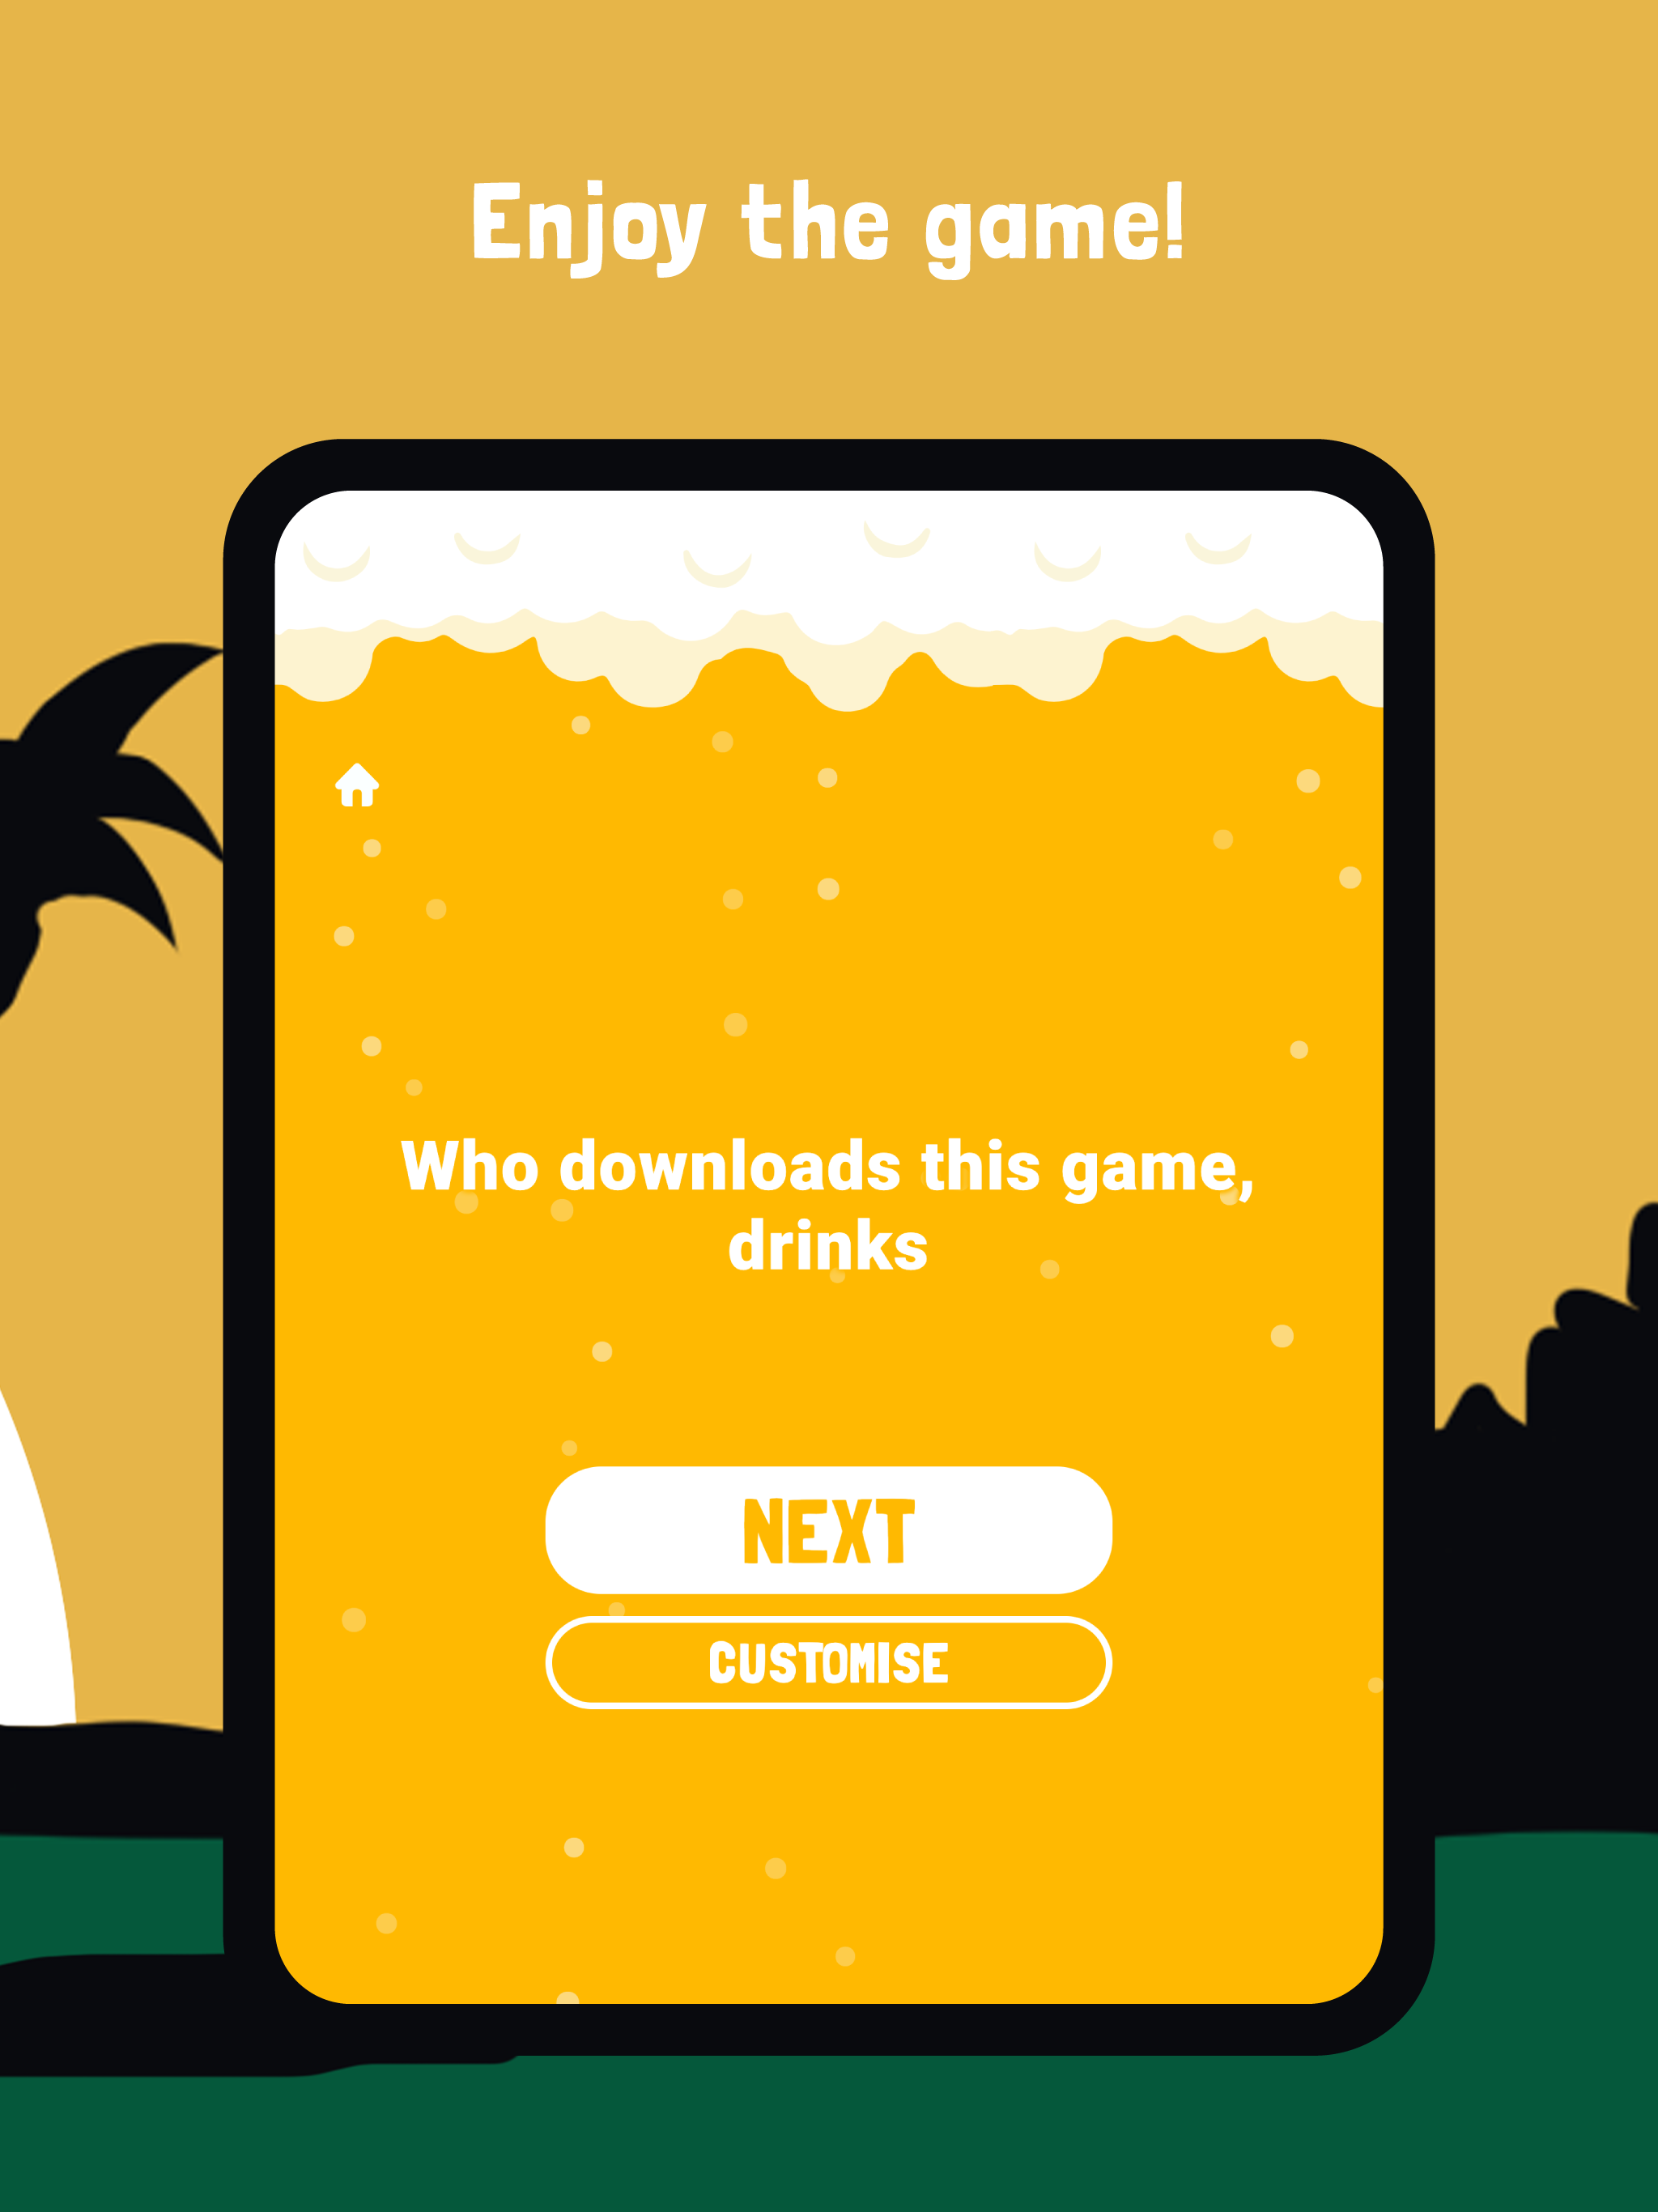 Enjoy the game!
Who downloads this game,
drinks
NEXT
CUSTOMISE